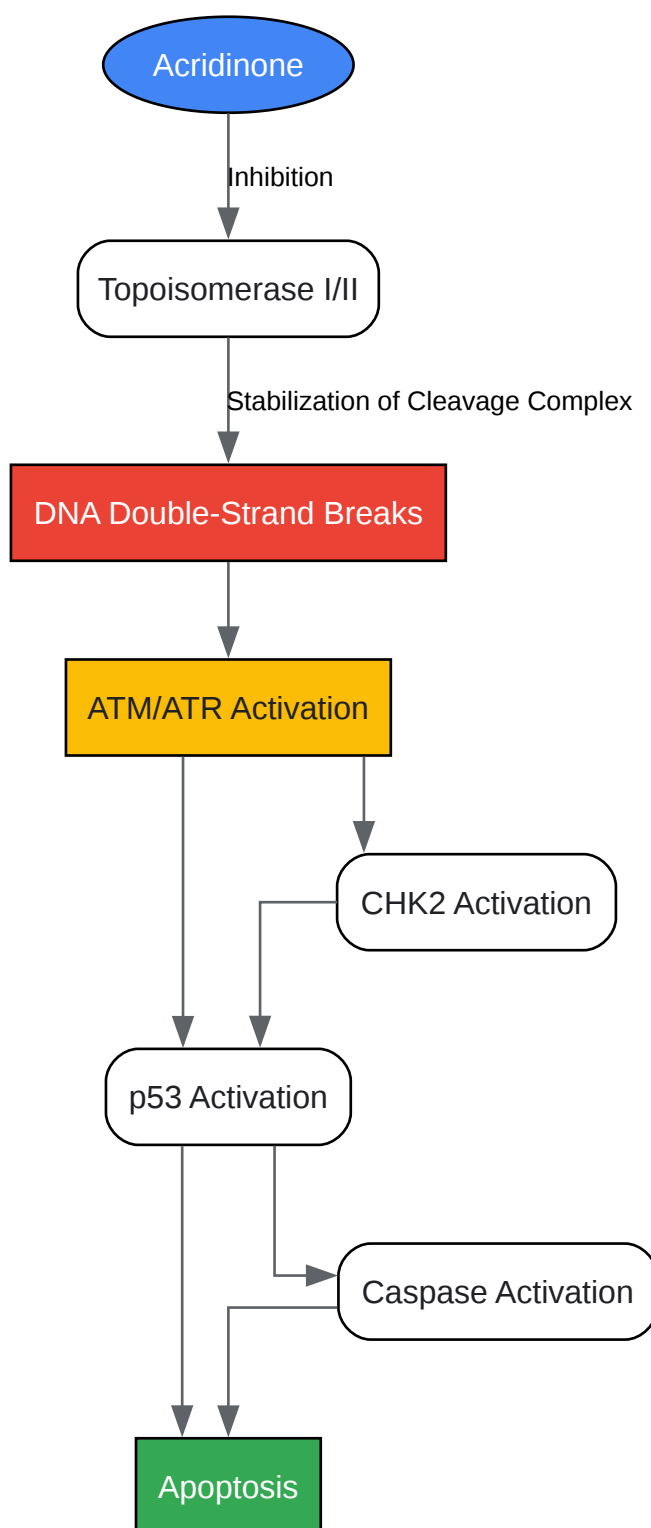 Acridinone
Inhibition
Topoisomerase I/II
Stabilization of Cleavage Complex
DNA Double-Strand Breaks
ATM/ATR Activation
CHK2 Activation
p53 Activation
Caspase Activation
Apoptosis